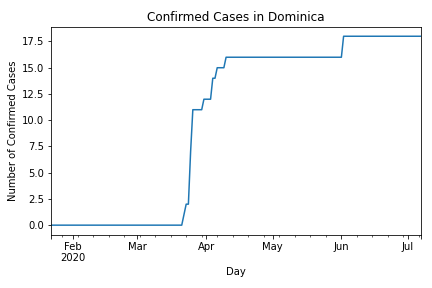 Confirmed Cases in Dominica
Number of Confirmed Cases
17.5
15.0
12.5
10.0
7.5
5.0
2.5
0.0
Feb Mar Apr May Jun Jul
2020
Day